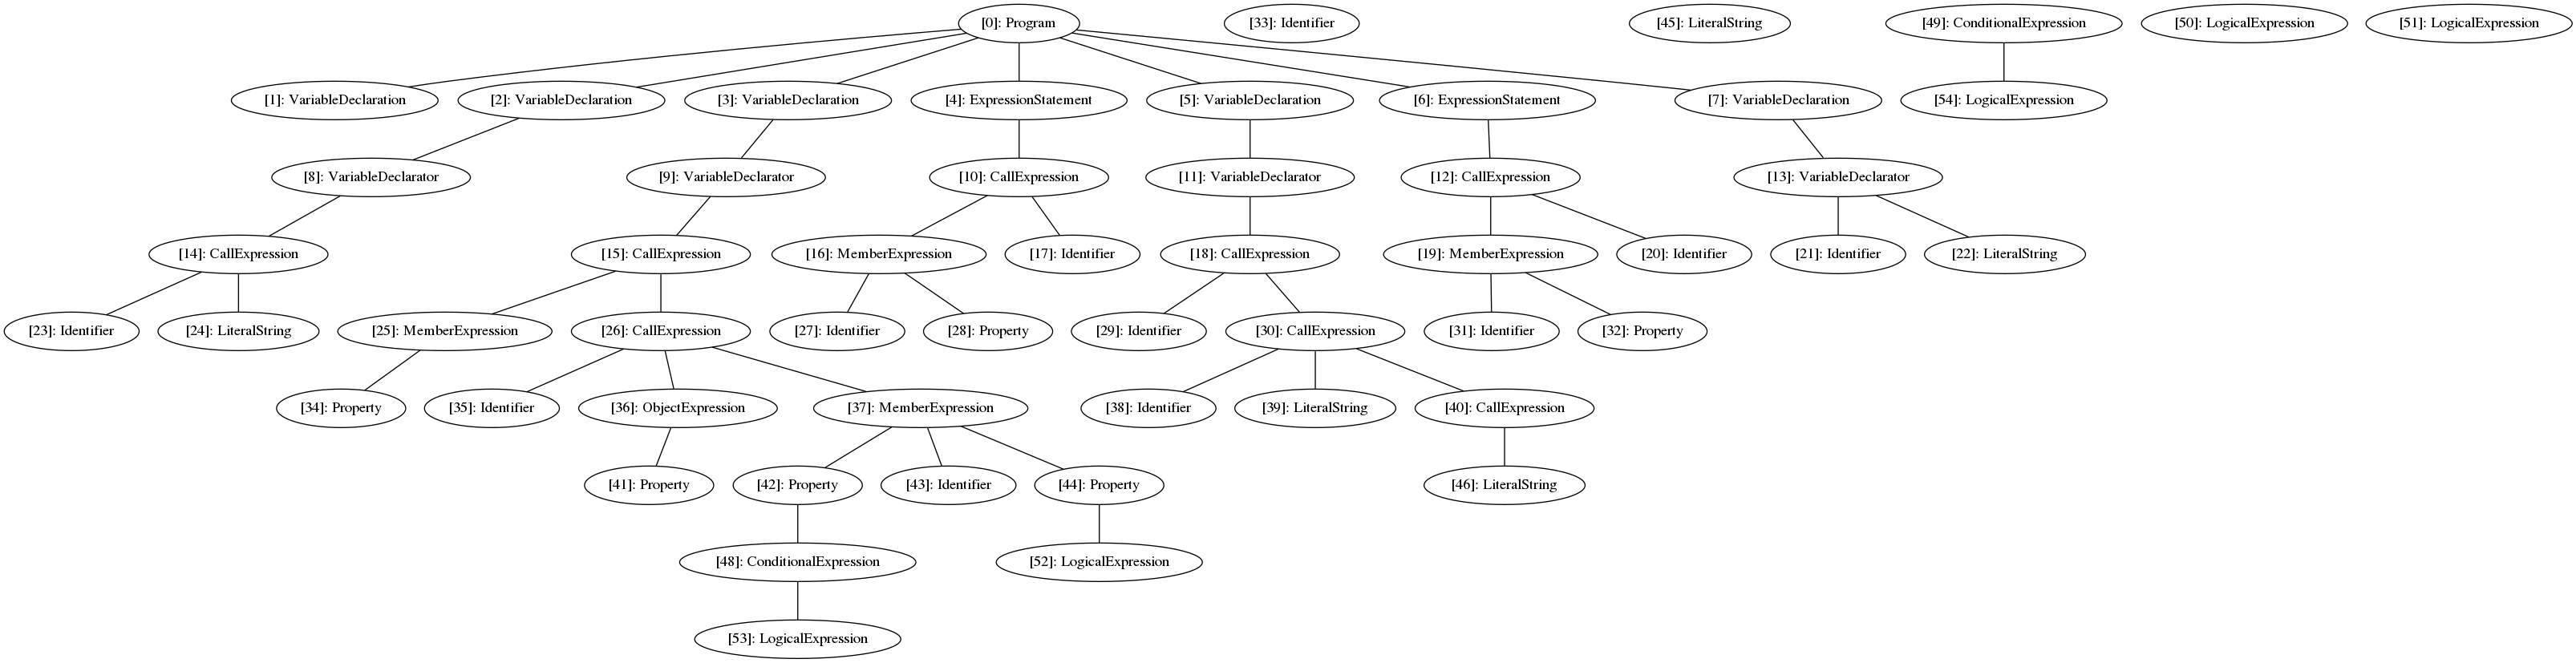 [0]: Program
[33]: Identifier
[45]: LiteralString
[49]: ConditionalExpression
[50]: LogicalExpression
[51]: LogicalExpression
[1]: VariableDeclaration
[2]: VariableDeclaration
[3]: VariableDeclaration
[4]: ExpressionStatement
[5]: VariableDeclaration
[6]: ExpressionStatement
[7]: VariableDeclaration
[54]: LogicalExpression
[8]: VariableDeclarator
[9]: VariableDeclarator
[10]: CallExpression
[11]: VariableDeclarator
[12]: CallExpression
[13]: VariableDeclarator
[14]: CallExpression
[15]: CallExpression
[16]: MemberExpression
[17]: Identifier
[18]: CallExpression
[19]: MemberExpression
[20]: Identifier
[21]: Identifier
[22]: LiteralString
[23]: Identifier
[24]: LiteralString
[25]: MemberExpression
[26]: CallExpression
[27]: Identifier
[28]: Property
[29]: Identifier
[30]: CallExpression
[31]: Identifier
[32]: Property
[34]: Property
[35]: Identifier
[36]: ObjectExpression
[37]: MemberExpression
[38]: Identifier
[39]: LiteralString
[40]: CallExpression
[41]: Property
[42]: Property
[43]: Identifier
[44]: Property
[46]: LiteralString
[48]: ConditionalExpression
[52]: LogicalExpression
[53]: LogicalExpression